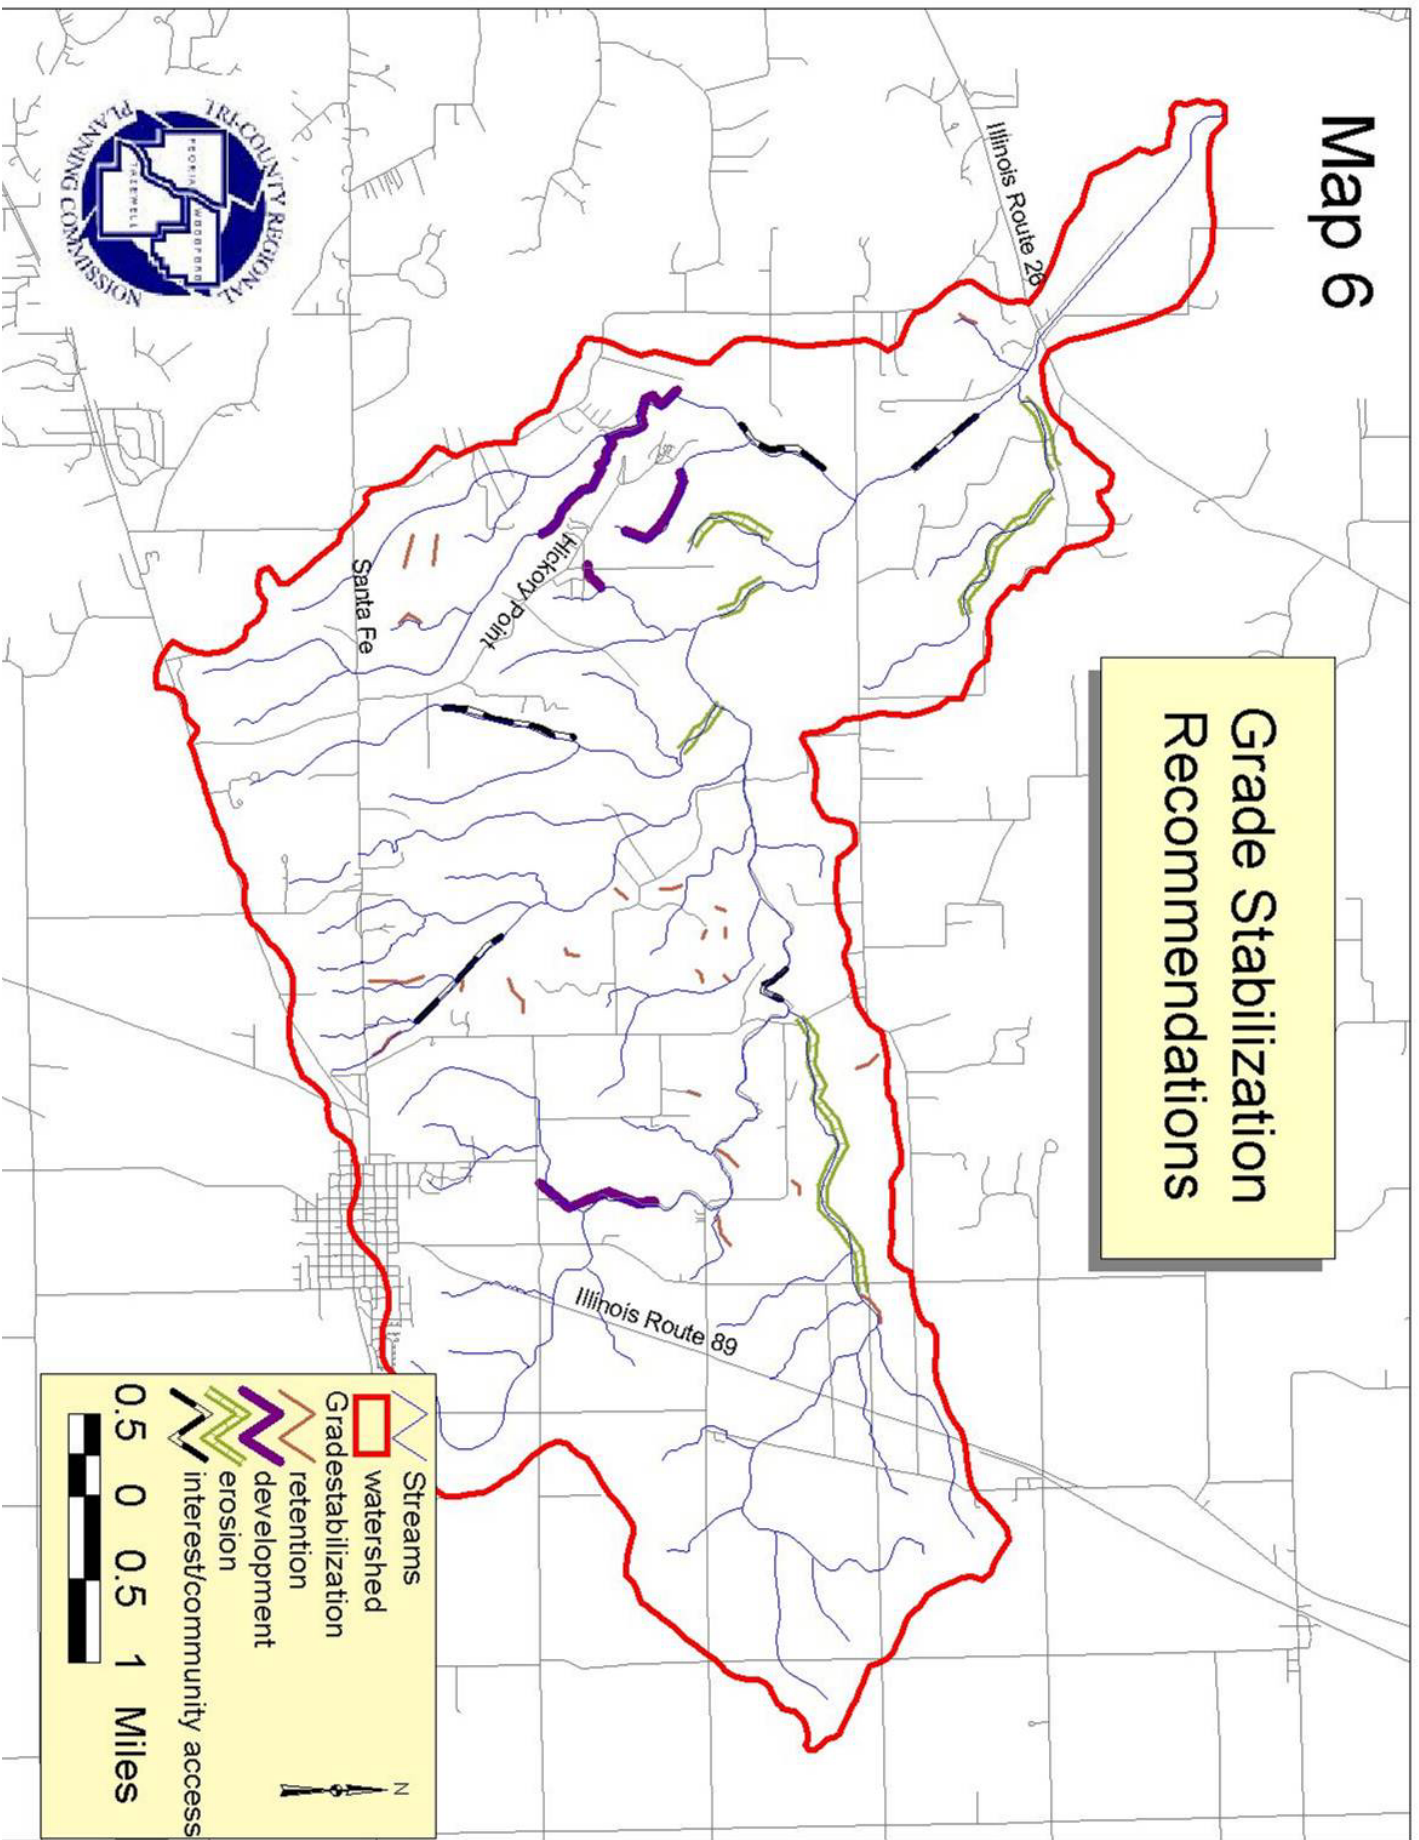 Map 6
Grade Stabilization
Recommendations
Illinois Route 26
Hickory Point
Santa Fe
Illinois Route 89
TRI-COUNTY REGIONAL
PLANNING COMMISSION
PEORIA
WOODFORD
TAZEWELL
Streams
watershed
Gradestabilization
retention
development
erosion
interest/community access
N
0.5 0 0.5 1 Miles